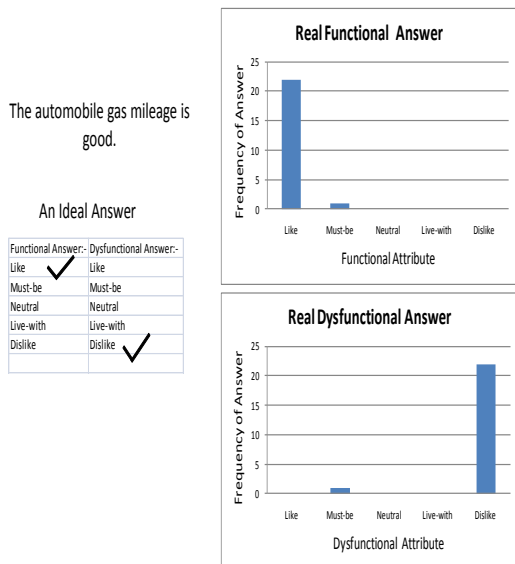 The automobile gas mileage is
good.
An Ideal Answer
Functional Answer:- Dysfunctional Answer:-
Like Like
Must-be Must-be
Neutral Neutral
Live-with Live-with
Dislike Dislike
Real Functional Answer
Frequency of Answer
25
20
15
10
5
0
Like Must-be Neutral Live-with Dislike
Functional Attribute
Real Dysfunctional Answer
Frequency of Answer
25
20
15
10
5
0
Like Must-be Neutral Live-with Dislike
Dysfunctional Attribute